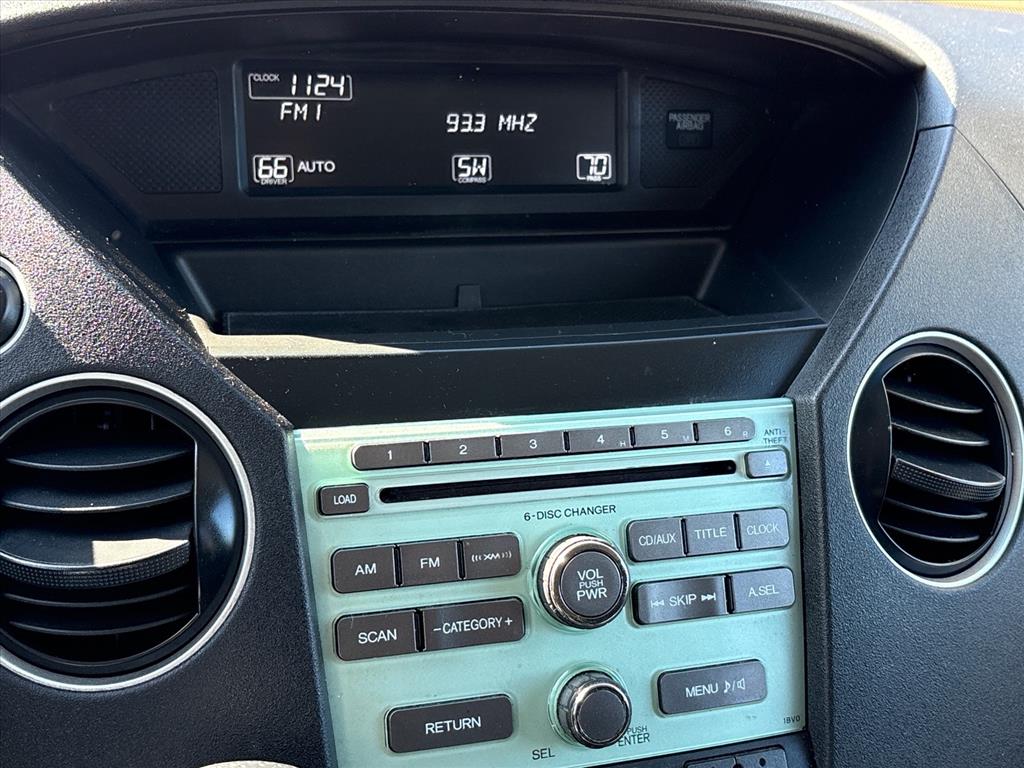 CLOCK 1124
FM1
93.3 MHZ
PASSENGER
AIRBAG
66 AUTO
DRIVER
SW
COMPASS
70
PASS
1 2 3 4 H 5 M 6 R
ANTI-
THEFT
LOAD
6-DISC CHANGER
CD/AUX TITLE CLOCK
AM FM XM
VOL
PUSH
PWR
SKIP A.SEL
SCAN - CATEGORY +
MENU
RETURN
SEL
PUSH
ENTER
1BV0